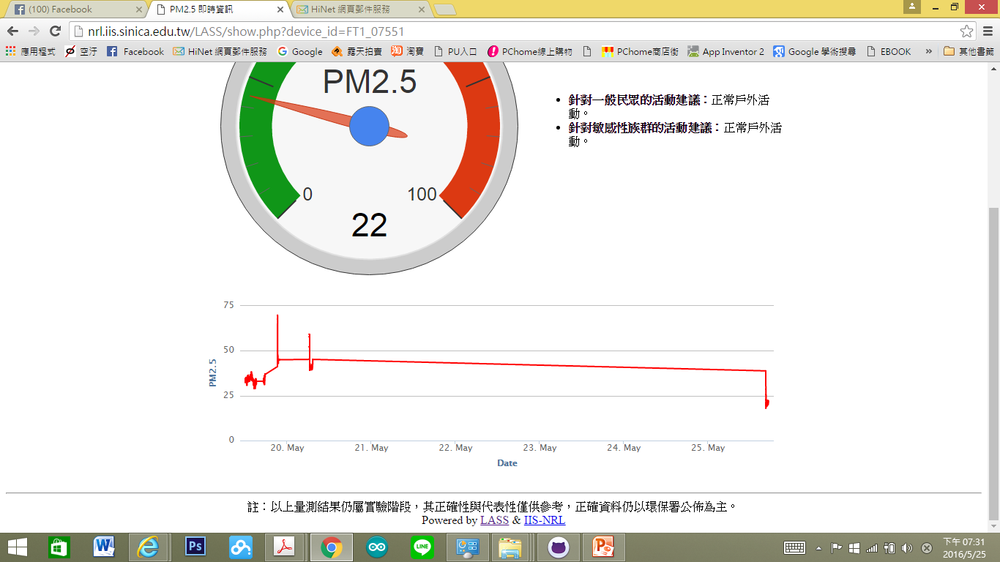 (100) Facebook
PM2.5 即時資訊
HiNet 網頁郵件服務
nrl.iis.sinica.edu.tw/LASS/show.php?device_id=FT1_07551
應用程式
空汙
Facebook
HiNet 網頁郵件服務
Google
露天拍賣
淘寶
PU入口
PChome線上購物
PChome商店街
App Inventor 2
Google 學術搜尋
EBOOK
»
其他書籤
PM2.5
0
100
22
針對一般民眾的活動建議：正常戶外活
動。
針對敏感性族群的活動建議：正常戶外活
動。
75
50
25
0
PM2.5
20. May
21. May
22. May
23. May
24. May
25. May
Date
註：以上量測結果仍屬實驗階段，其正確性與代表性僅供參考，正確資料仍以環保署公佈為主。
Powered by LASS & IIS-NRL
下午 07:31
2016/5/25